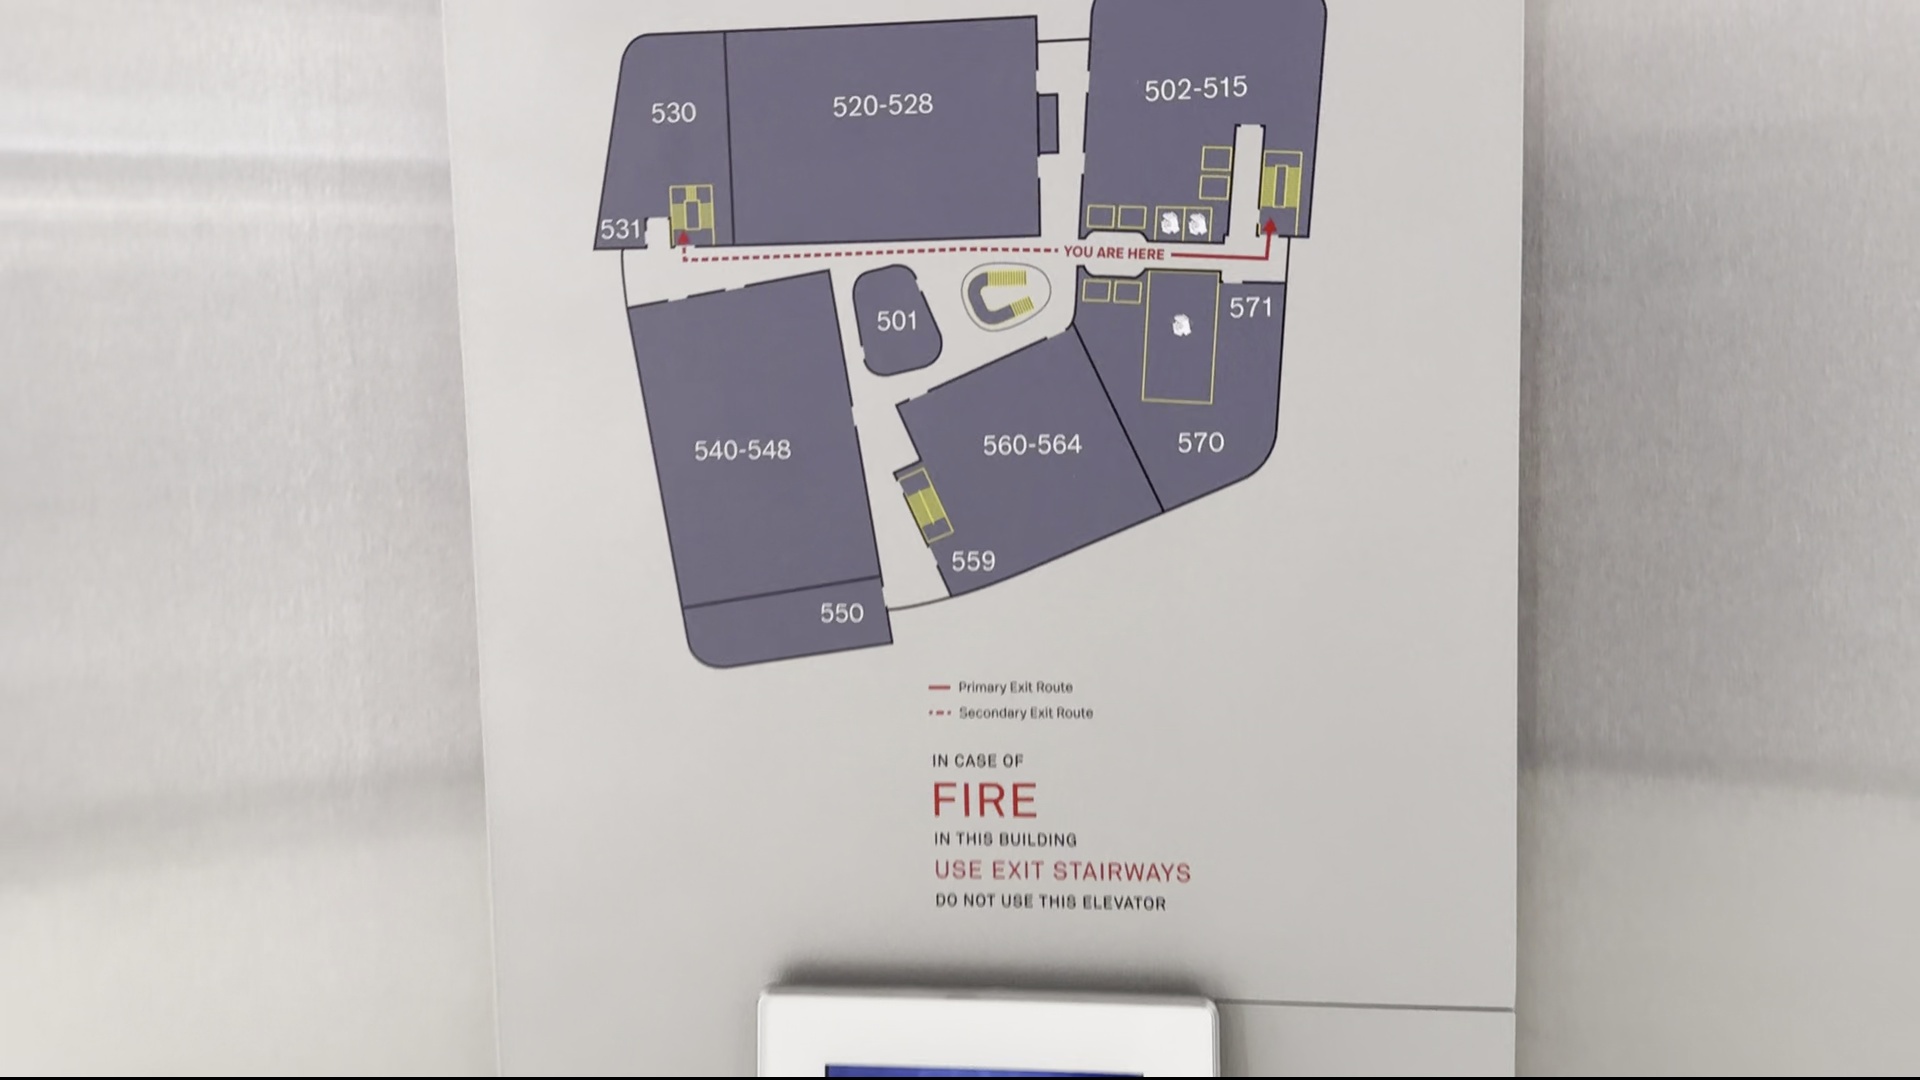 530
520-528
502-515
531
YOU ARE HERE
501
571
540-548
560-564
570
559
550
Primary Exit Route
Secondary Exit Route
IN CASE OF
FIRE
IN THIS BUILDING
USE EXIT STAIRWAYS
DO NOT USE THIS ELEVATOR